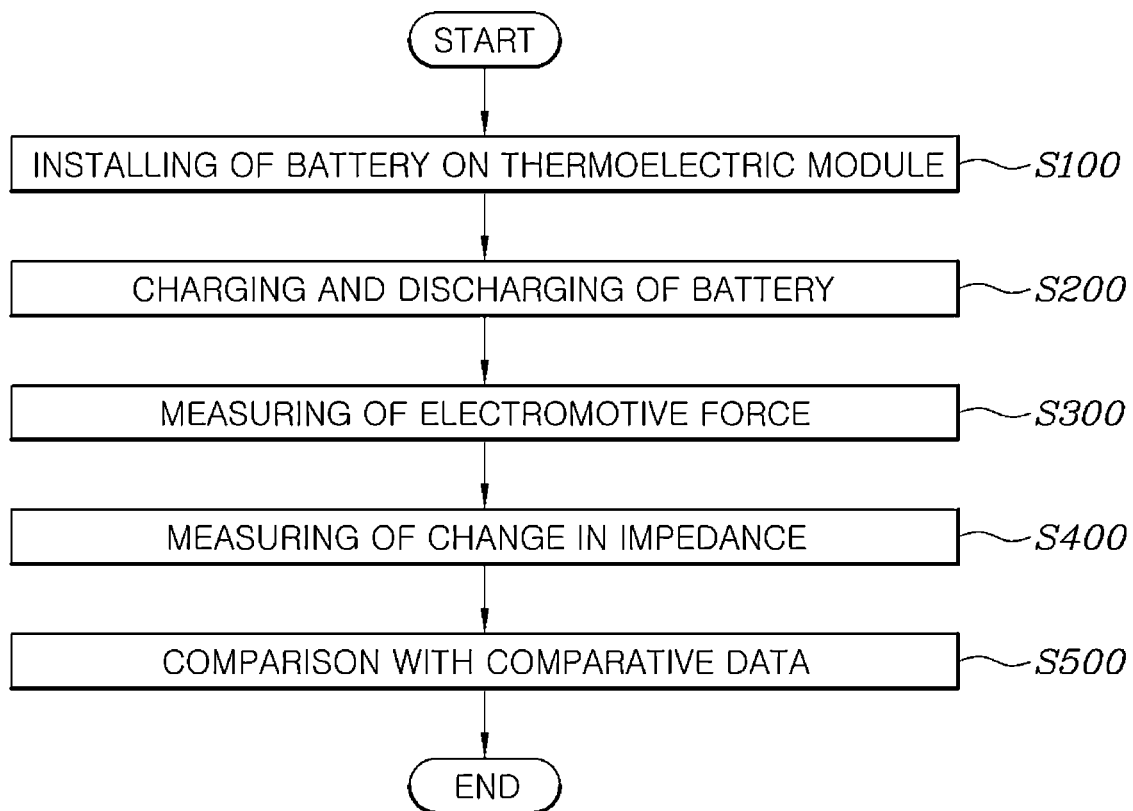 START
INSTALLING OF BATTERY ON THERMOELECTRIC MODULE S100
CHARGING AND DISCHARGING OF BATTERY S200
MEASURING OF ELECTROMOTIVE FORCE S300
MEASURING OF CHANGE IN IMPEDANCE S400
COMPARISON WITH COMPARATIVE DATA S500
END